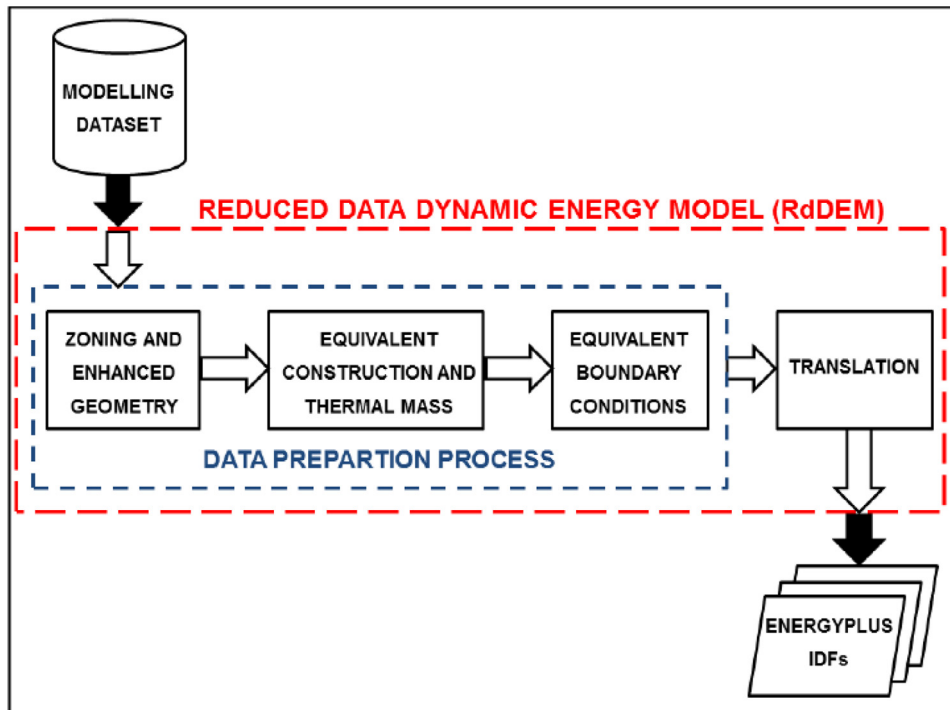 MODELLING
DATASET
REDUCED DATA DYNAMIC ENERGY MODEL (RdDEM)
ZONING AND
ENHANCED
GEOMETRY
EQUIVALENT
CONSTRUCTION AND
THERMAL MASS
EQUIVALENT
BOUNDARY
CONDITIONS
TRANSLATION
DATA PREPARTION PROCESS
ENERGYPLUS
IDFs